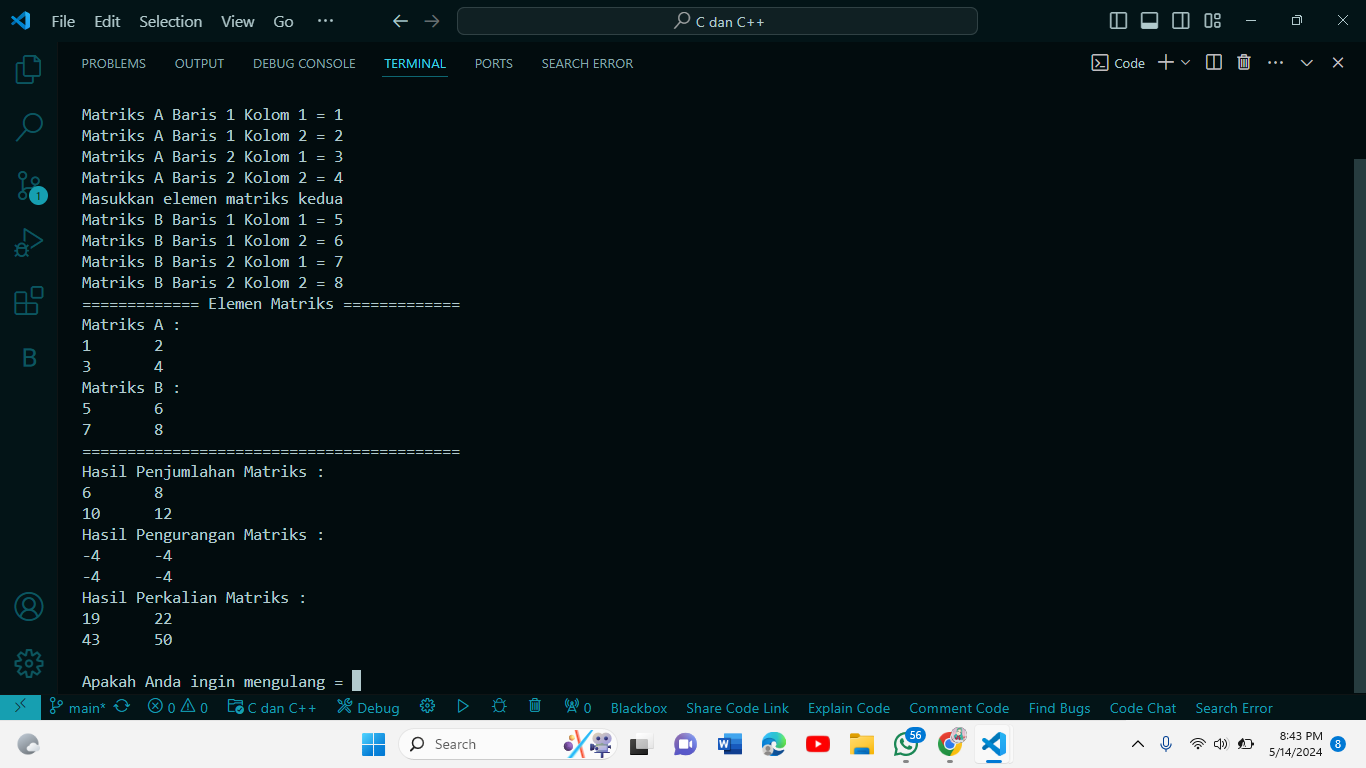 File Edit Selection View Go ··· C dan C++
PROBLEMS OUTPUT DEBUG CONSOLE TERMINAL PORTS SEARCH ERROR Code
Matriks A Baris 1 Kolom 1 = 1
Matriks A Baris 1 Kolom 2 = 2
Matriks A Baris 2 Kolom 1 = 3
Matriks A Baris 2 Kolom 2 = 4
Masukkan elemen matriks kedua
Matriks B Baris 1 Kolom 1 = 5
Matriks B Baris 1 Kolom 2 = 6
Matriks B Baris 2 Kolom 1 = 7
Matriks B Baris 2 Kolom 2 = 8
============= Elemen Matriks =============
Matriks A :
1 2
3 4
Matriks B :
5 6
7 8
==========================================
Hasil Penjumlahan Matriks :
6 8
10 12
Hasil Pengurangan Matriks :
-4 -4
-4 -4
Hasil Perkalian Matriks :
19 22
43 50
Apakah Anda ingin mengulang =
1
B
main* 0 0 C dan C++ Debug 0 Blackbox Share Code Link Explain Code Comment Code Find Bugs Code Chat Search Error
Search 56 8:43 PM
5/14/2024 8